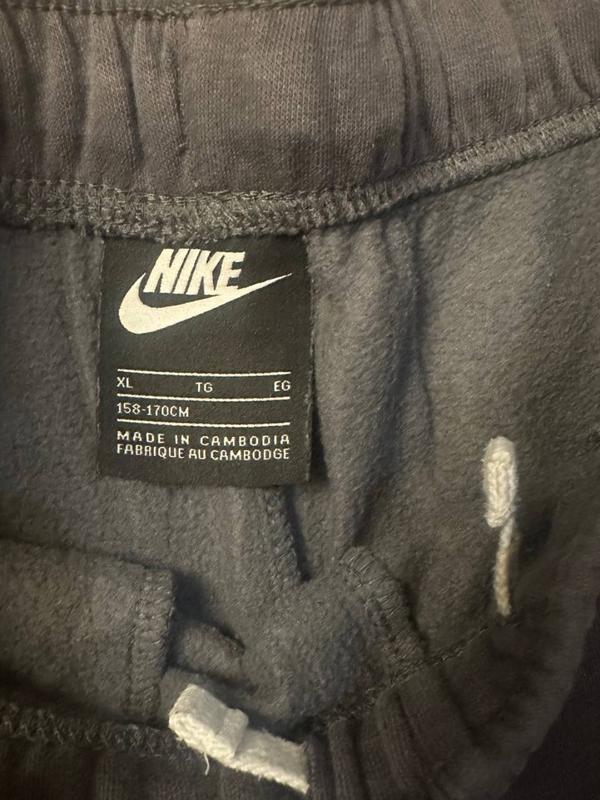 NIKE
XL TG EG
158-170CM
MADE IN CAMBODIA
FABRIQUE AU CAMBODGE